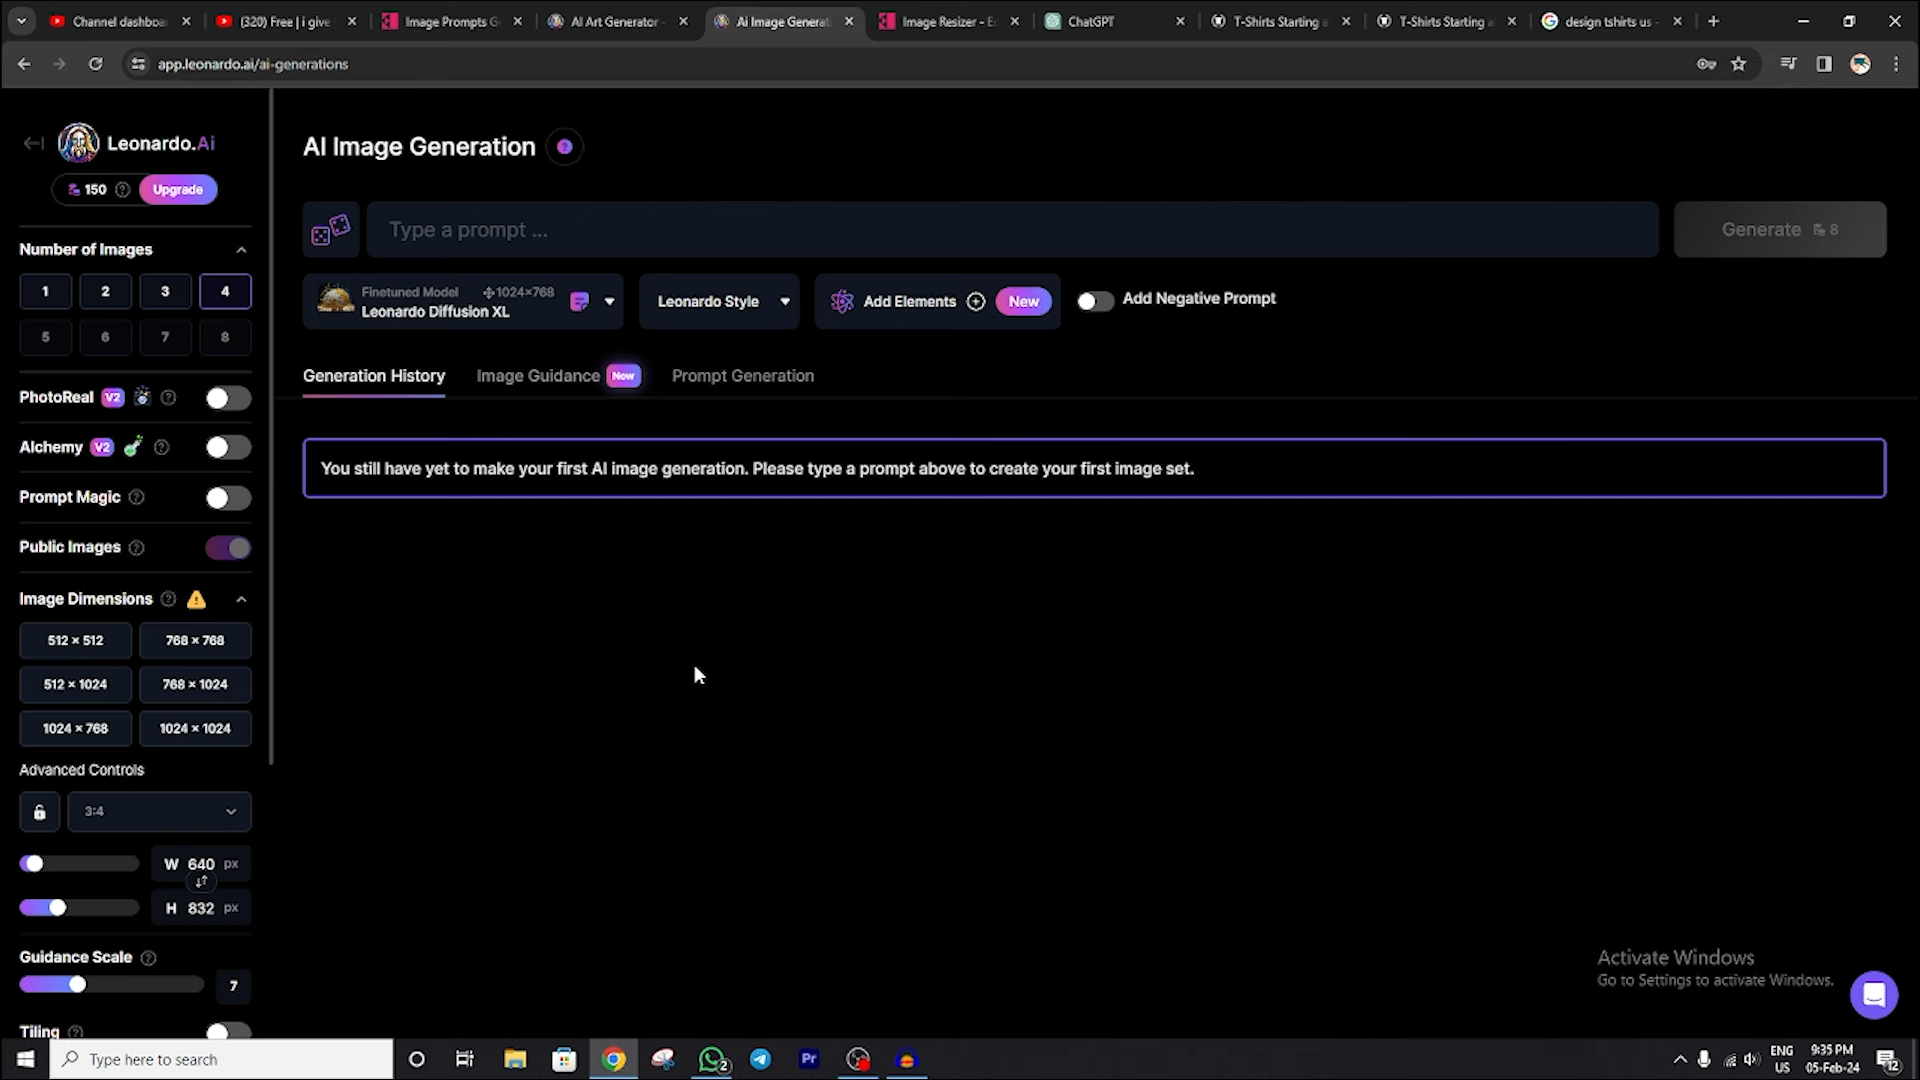 Channel dashboa
(320) Free | i give
Image Prompts G
AI Art Generator -
Ai Image Generati
Image Resizer - E
ChatGPT
T-Shirts Starting a
T-Shirts Starting a
design tshirts us -
app.leonardo.ai/ai-generations
Leonardo.Ai
150
Upgrade
Number of Images
1 2 3 4
5 6 7 8
PhotoReal V2
Alchemy V2
Prompt Magic
Public Images
Image Dimensions
512 × 512 768 × 768
512 × 1024 768 × 1024
1024 × 768 1024 × 1024
Advanced Controls
3:4
W 640 px
H 832 px
Guidance Scale
7
Tiling
AI Image Generation
Type a prompt ...
Generate 8
Finetuned Model 1024×768
Leonardo Diffusion XL
Leonardo Style
Add Elements New
Add Negative Prompt
Generation History
Image Guidance New
Prompt Generation
You still have yet to make your first AI image generation. Please type a prompt above to create your first image set.
Activate Windows
Go to Settings to activate Windows.
Type here to search
2
Pr
ENG
US
9:35 PM
05-Feb-24
12